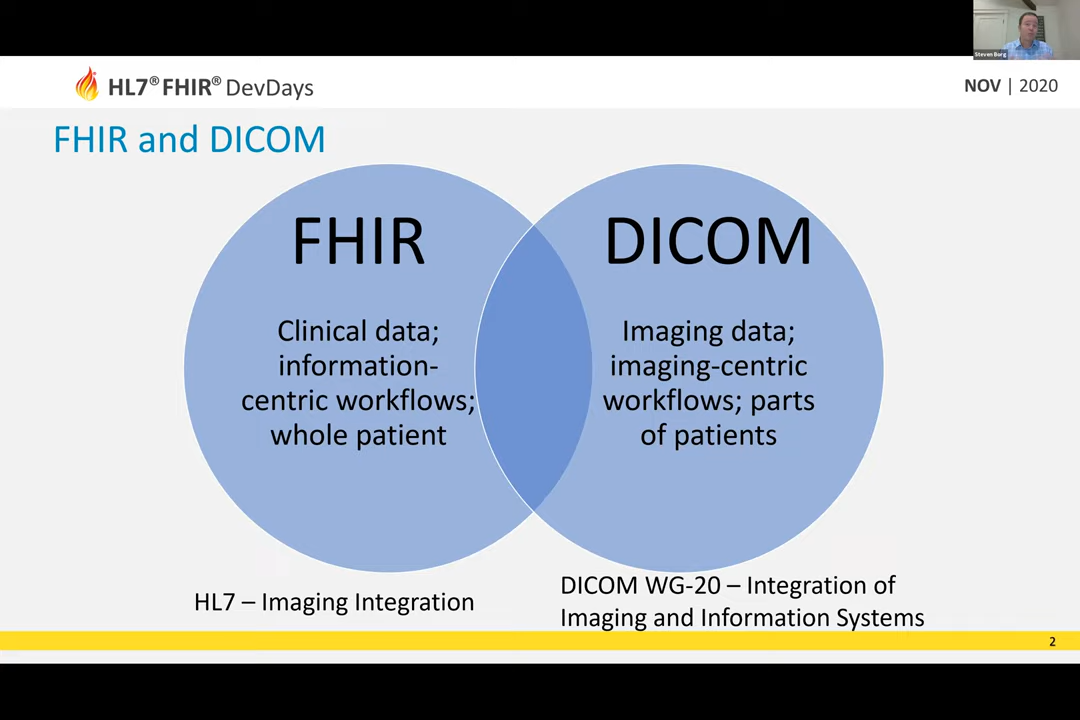 Steven Borg
HL7® FHIR® DevDays
NOV | 2020
FHIR and DICOM
FHIR
Clinical data;
information-
centric workflows;
whole patient
DICOM
Imaging data;
imaging-centric
workflows; parts
of patients
HL7 – Imaging Integration
DICOM WG-20 – Integration of
Imaging and Information Systems
2